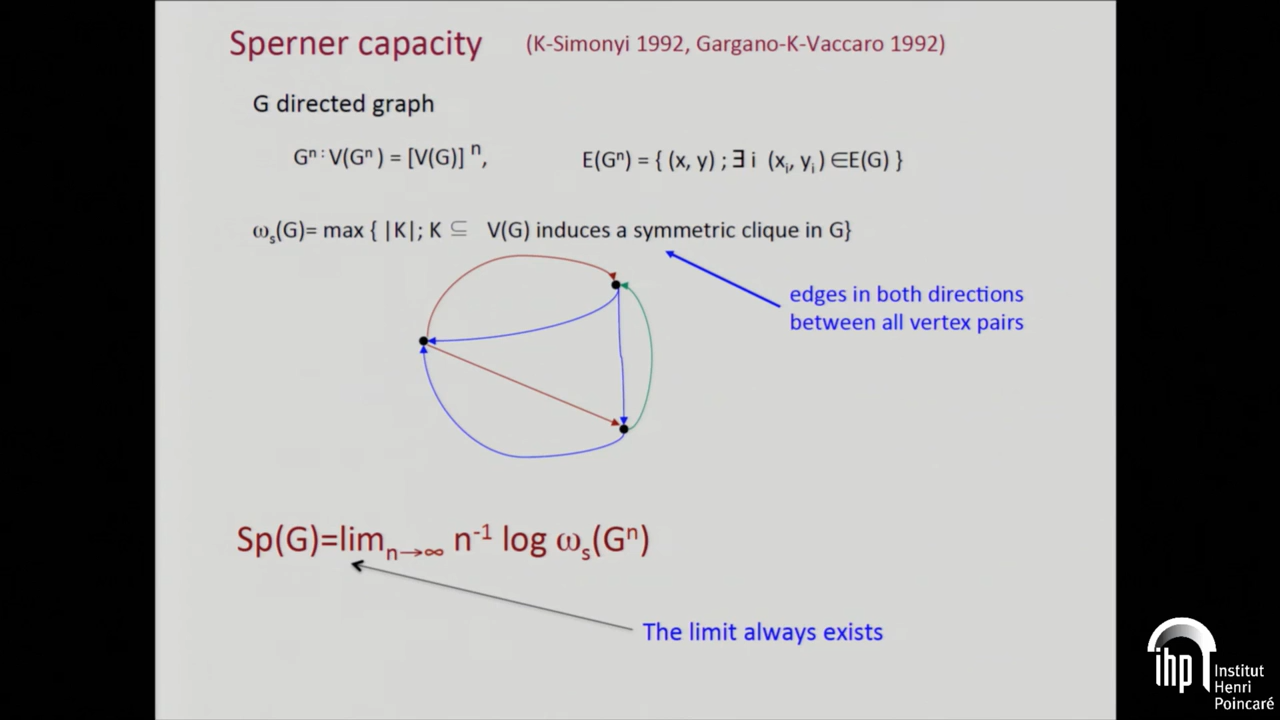 Sperner capacity (K-Simonyi 1992, Gargano-K-Vaccaro 1992)
G directed graph
Gⁿ : V(Gⁿ) = [V(G)] ⁿ, E(Gⁿ) = { (x, y) ; ∃ i (xᵢ, yᵢ ) ∈E(G) }
ωₛ(G)= max { |K|; K ⊆ V(G) induces a symmetric clique in G}
edges in both directions
between all vertex pairs
Sp(G)=limₙ→∞ n⁻¹ log ωₛ(Gⁿ)
The limit always exists
ihp Institut
Henri
Poincaré